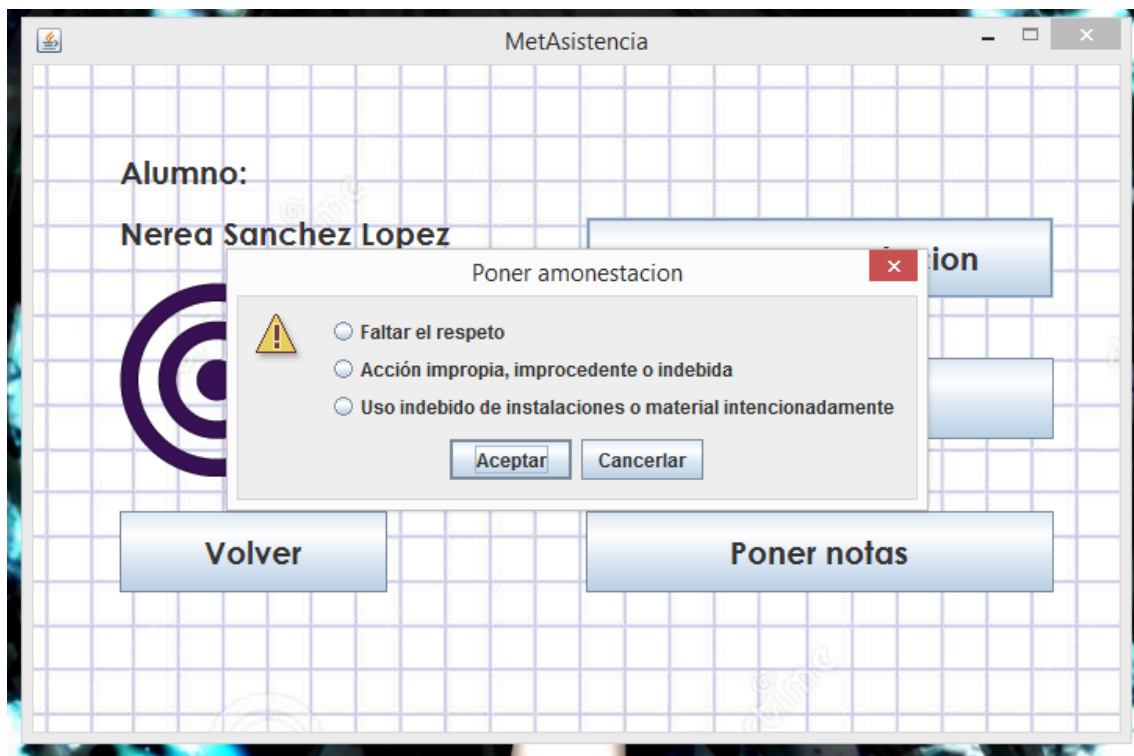 MetAsistencia
Alumno:
Nerea Sanchez Lopez
Poner amonestacion
Faltar el respeto
Acción impropia, improcedente o indebida
Uso indebido de instalaciones o material intencionadamente
Aceptar
Cancerlar
Volver
Poner notas